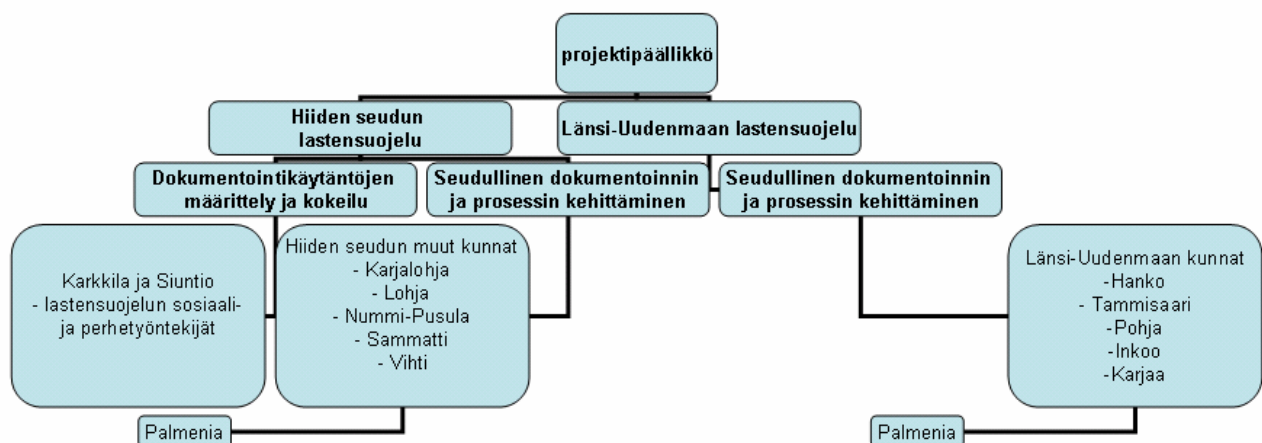 projektipäällikkö
Hiiden seudun
lastensuojelu
Länsi-Uudenmaan lastensuojelu
Dokumentointikäytäntöjen
määrittely ja kokeilu
Seudullinen dokumentoinnin
ja prosessin kehittäminen
Seudullinen dokumentoinnin
ja prosessin kehittäminen
Karkkila ja Siuntio
- lastensuojelun sosiaali-
ja perhetyöntekijät
Hiiden seudun muut kunnat
- Karjalohja
- Lohja
- Nummi-Pusula
- Sammatti
- Vihti
Länsi-Uudenmaan kunnat
-Hanko
- Tammisaari
-Pohja
-Inkoo
-Karjaa
Palmenia
Palmenia